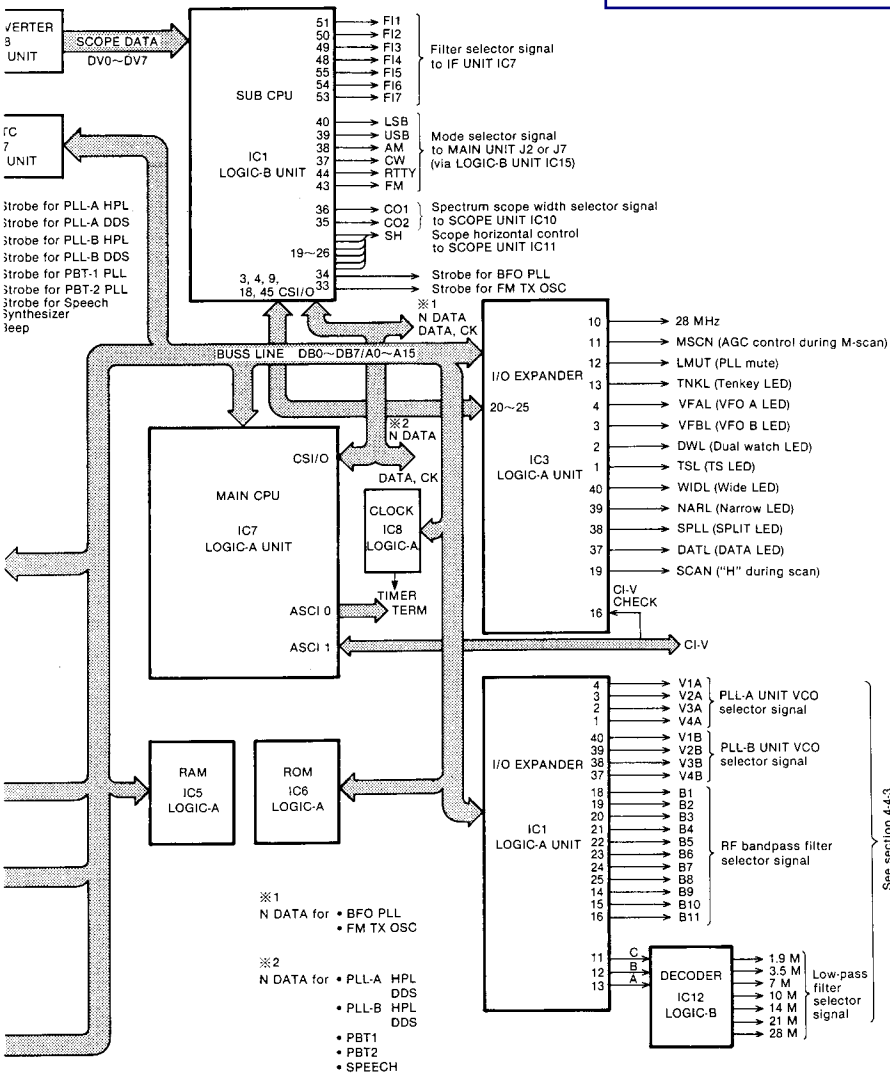 VERTER
B
UNIT
SCOPE DATA
DV0~DV7
TC
7
UNIT
Strobe for PLL-A HPL
Strobe for PLL-A DDS
Strobe for PLL-B HPL
Strobe for PLL-B DDS
Strobe for PBT-1 PLL
Strobe for PBT-2 PLL
Strobe for Speech
Synthesizer
Beep
SUB CPU
IC1
LOGIC-B UNIT
3, 4, 9,
18, 45 CSI/O
51 FI1
50 FI2
49 FI3
48 FI4
55 FI5
54 FI6
53 FI7
Filter selector signal
to IF UNIT IC7
40 LSB
39 USB
38 AM
37 CW
44 RTTY
43 FM
Mode selector signal
to MAIN UNIT J2 or J7
(via LOGIC-B UNIT IC15)
36 CO1
35 CO2
Spectrum scope width selector signal
to SCOPE UNIT IC10
SH
Scope horizontal control
to SCOPE UNIT IC11
19~26
34 Strobe for BFO PLL
33 Strobe for FM TX OSC
※1
N DATA
DATA, CK
BUSS LINE DB0~DB7/A0~A15
※2
N DATA
DATA, CK
MAIN CPU
IC7
LOGIC-A UNIT
CSI/O
ASCI 0
ASCI 1
CLOCK
IC8
LOGIC-A
TIMER
TERM
I/O EXPANDER
20~25
IC3
LOGIC-A UNIT
10 28 MHz
11 MSCN (AGC control during M-scan)
12 LMUT (PLL mute)
13 TNKL (Tenkey LED)
4 VFAL (VFO A LED)
3 VFBL (VFO B LED)
2 DWL (Dual watch LED)
1 TSL (TS LED)
40 WIDL (Wide LED)
39 NARL (Narrow LED)
38 SPLL (SPLIT LED)
37 DATL (DATA LED)
19 SCAN ("H" during scan)
16
CI-V
CHECK
CI-V
RAM
IC5
LOGIC-A
ROM
IC6
LOGIC-A
I/O EXPANDER
IC1
LOGIC-A UNIT
4 V1A
3 V2A
2 V3A
1 V4A
PLL-A UNIT VCO
selector signal
40 V1B
39 V2B
38 V3B
37 V4B
PLL-B UNIT VCO
selector signal
18 B1
19 B2
20 B3
21 B4
22 B5
23 B6
24 B7
25 B8
14 B9
15 B10
16 B11
RF bandpass filter
selector signal
11 C
12 B
13 A
DECODER
IC12
LOGIC-B
1.9 M
3.5 M
7 M
10 M
14 M
21 M
28 M
Low-pass
filter
selector
signal
See section 4-4-3
※1
N DATA for • BFO PLL
• FM TX OSC
※2
N DATA for • PLL-A HPL
DDS
• PLL-B HPL
DDS
• PBT1
• PBT2
• SPEECH